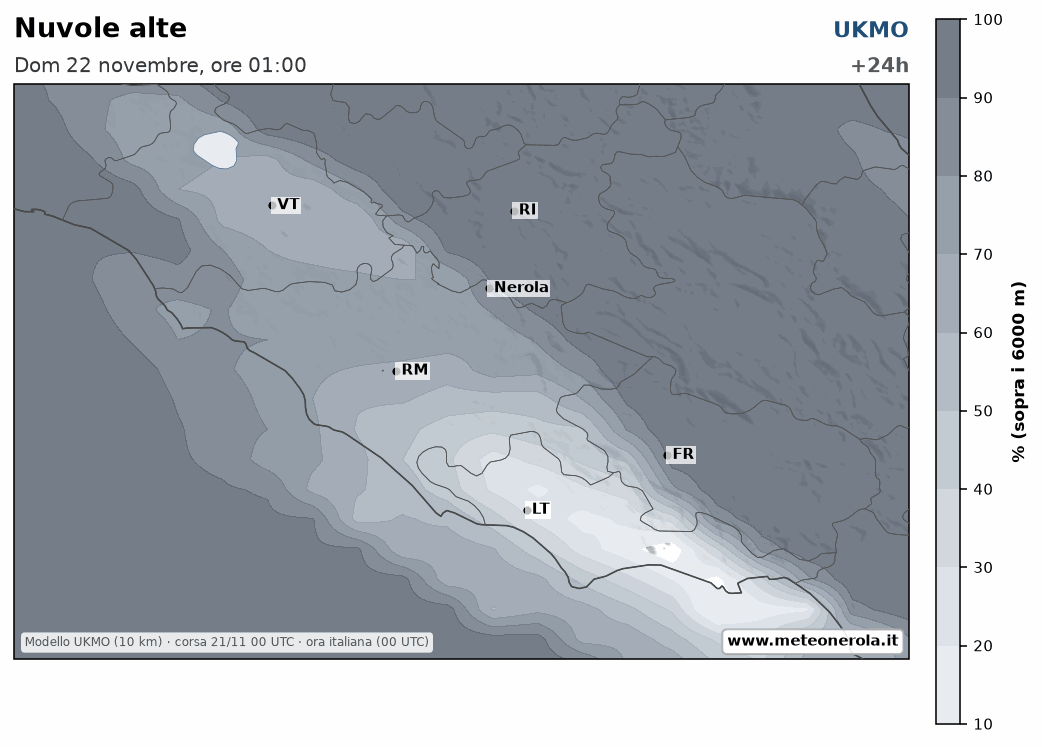 Nuvole alte
UKMO
Dom 22 novembre, ore 01:00
+24h
VT
RI
Nerola
RM
FR
LT
Modello UKMO (10 km) · corsa 21/11 00 UTC · ora italiana (00 UTC)
www.meteonerola.it
100
90
80
70
60
50
40
30
20
10
% (sopra i 6000 m)